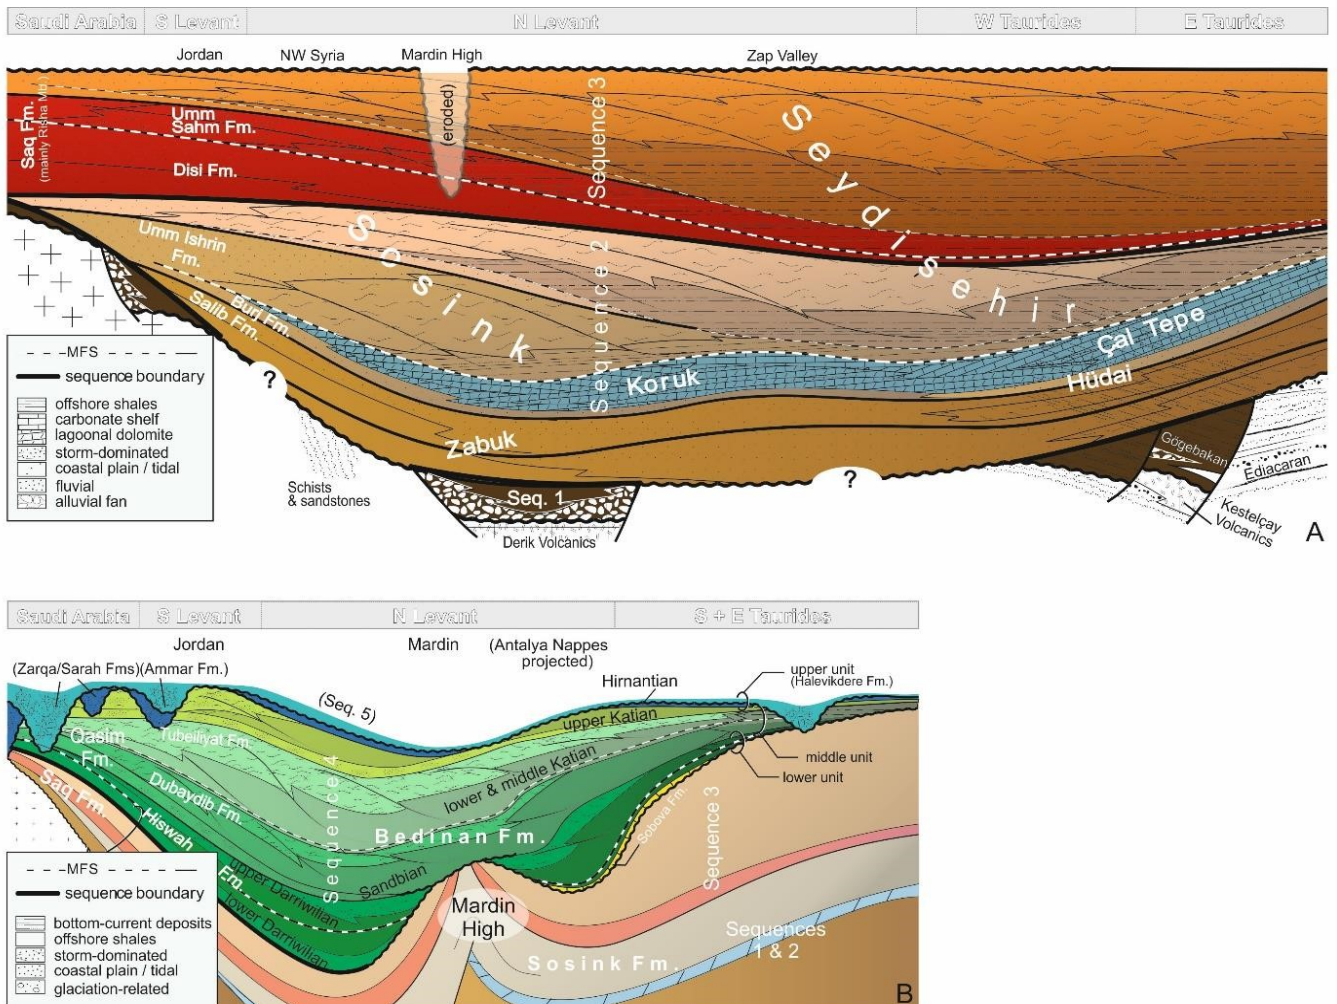 Saudi Arabia
S Levant
N Levant
W Taurides
E Taurides
Jordan
NW Syria
Mardin High
Zap Valley
Saq Fm.
(mainly Risha Mb.)
Umm
Sahm Fm.
Disi Fm.
(eroded)
Sequence 3
Seydisehir
Sosink
Sequence 2
Umm Ishrin
Fm.
Burj Fm.
Salib Fm.
Koruk
Çal Tepe
Hüdai
Zabuk
?
?
Schists
& sandstones
Seq. 1
Derik Volcanics
Gögebakan
Ediacaran
Kestelçay
Volcanics
A
MFS
sequence boundary
offshore shales
carbonate shelf
lagoonal dolomite
storm-dominated
coastal plain / tidal
fluvial
alluvial fan
Saudi Arabia
S Levant
N Levant
S + E Taurides
Jordan
Mardin
(Antalya Nappes
projected)
(Zarqa/Sarah Fms)
(Ammar Fm.)
(Seq. 5)
Hirnantian
upper unit
(Halevikdere Fm.)
upper Katian
middle unit
lower unit
Qasim
Fm.
Tubeiliyat Fm.
Saq Fm.
Dubaydib Fm.
Hiswah
Fm.
Sequence 4
lower & middle Katian
Bedinan Fm.
Sandbian
upper Darriwilian
lower Darriwilian
Sobova Fm.
Sequence 3
Mardin
High
Sequences
1 & 2
Sosink Fm.
B
MFS
sequence boundary
bottom-current deposits
offshore shales
storm-dominated
coastal plain / tidal
glaciation-related